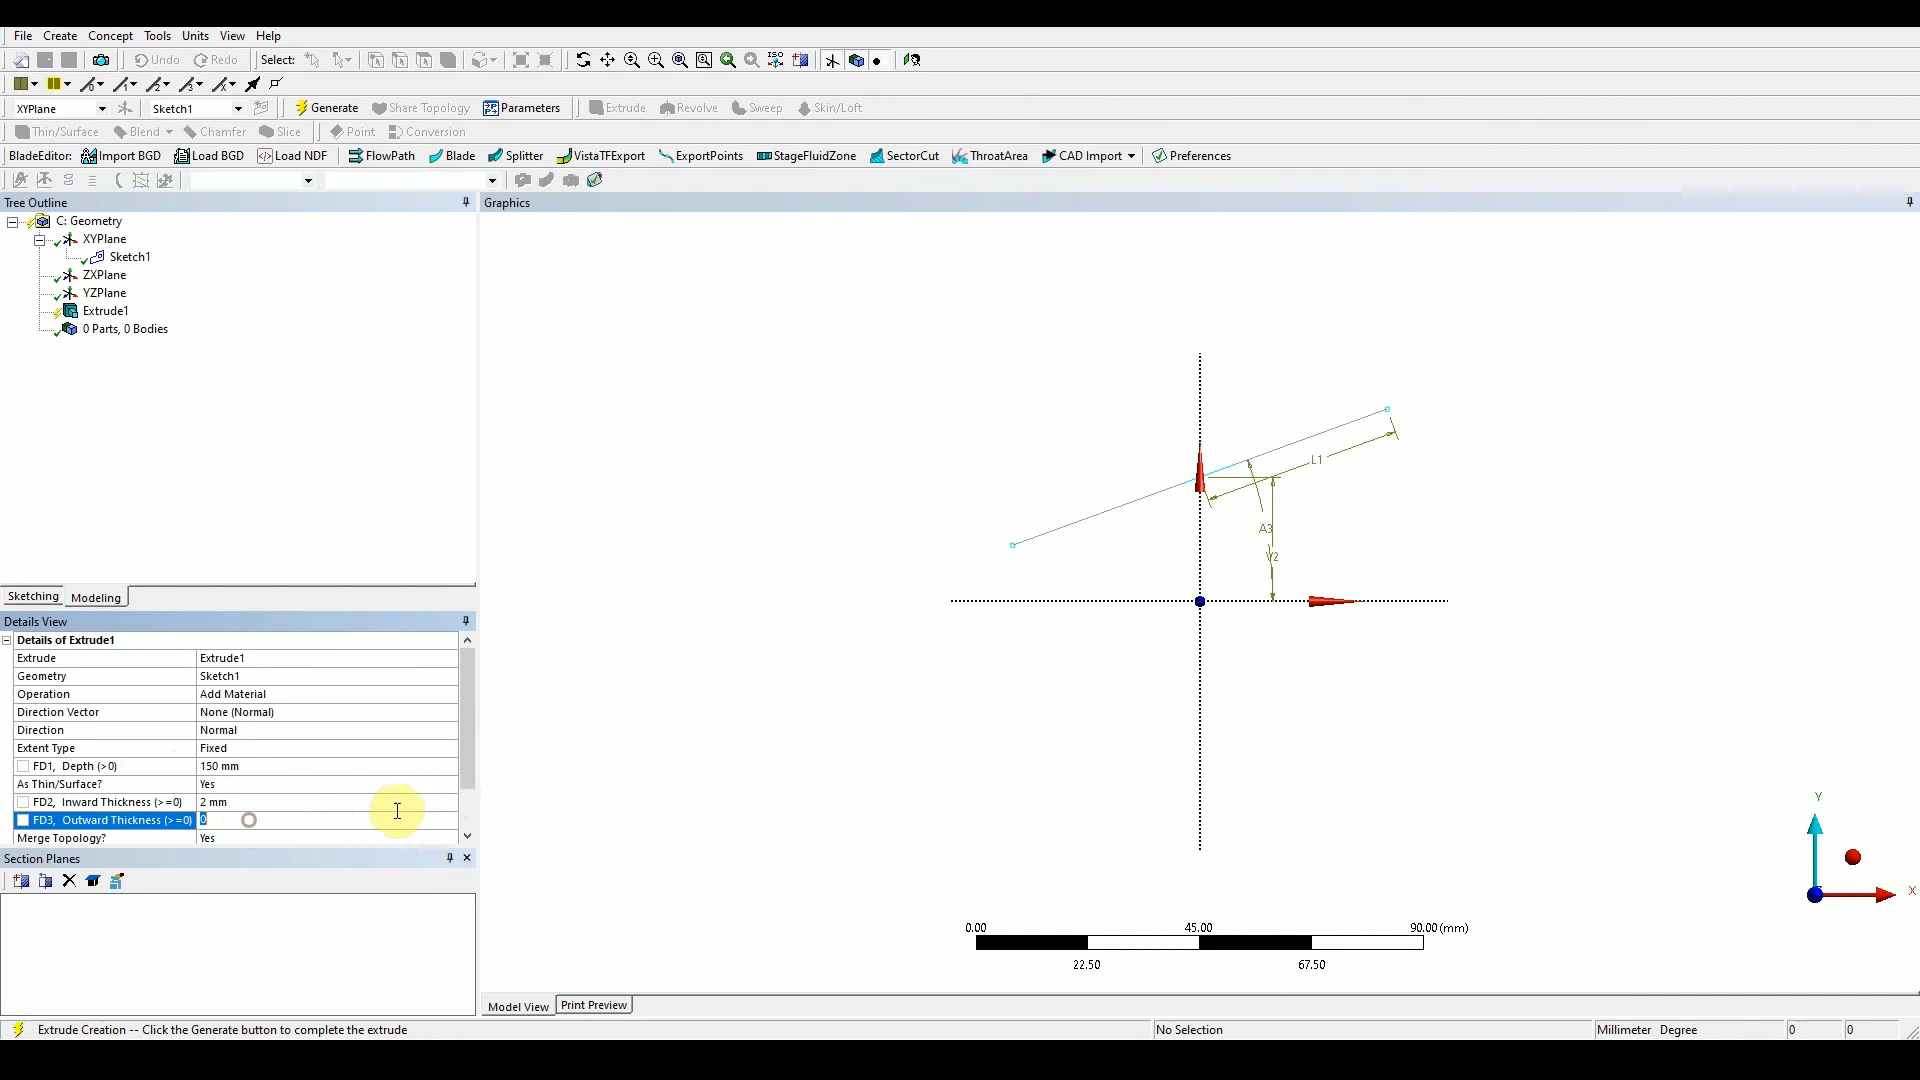 File Create Concept Tools Units View Help
Undo Redo Select: ISO
XYPlane Sketch1 Generate Share Topology Parameters Extrude Revolve Sweep Skin/Loft
Thin/Surface Blend Chamfer Slice Point Conversion
BladeEditor: Import BGD Load BGD Load NDF FlowPath Blade Splitter VistaTFExport ExportPoints StageFluidZone SectorCut ThroatArea CAD Import Preferences
Tree Outline
C: Geometry
XYPlane
Sketch1
ZXPlane
YZPlane
Extrude1
0 Parts, 0 Bodies
Sketching Modeling
Details View
Details of Extrude1
Extrude Extrude1
Geometry Sketch1
Operation Add Material
Direction Vector None (Normal)
Direction Normal
Extent Type Fixed
FD1, Depth (>0) 150 mm
As Thin/Surface? Yes
FD2, Inward Thickness (>=0) 2 mm
FD3, Outward Thickness (>=0) 0
Merge Topology? Yes
Section Planes
Graphics
L1
A3
V2
0.00 45.00 90.00 (mm)
22.50 67.50
Y
X
Model View Print Preview
Extrude Creation -- Click the Generate button to complete the extrude No Selection Millimeter Degree 0 0